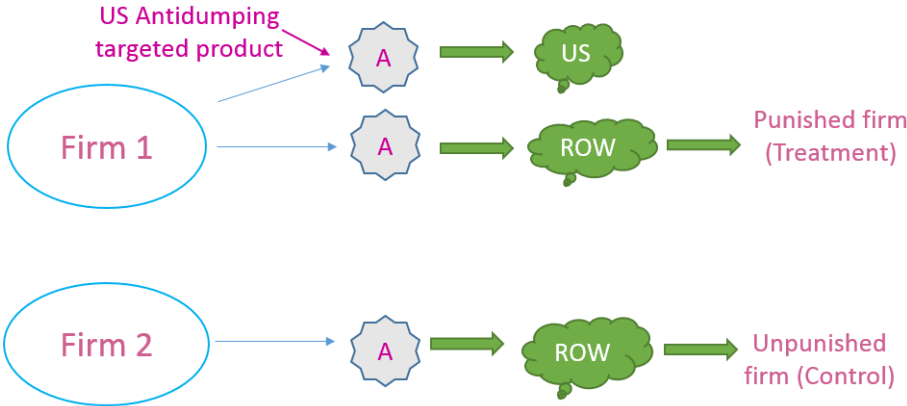 US Antidumping
targeted product
A
US
Firm 1
A
ROW
Punished firm
(Treatment)
Firm 2
A
ROW
Unpunished
firm (Control)